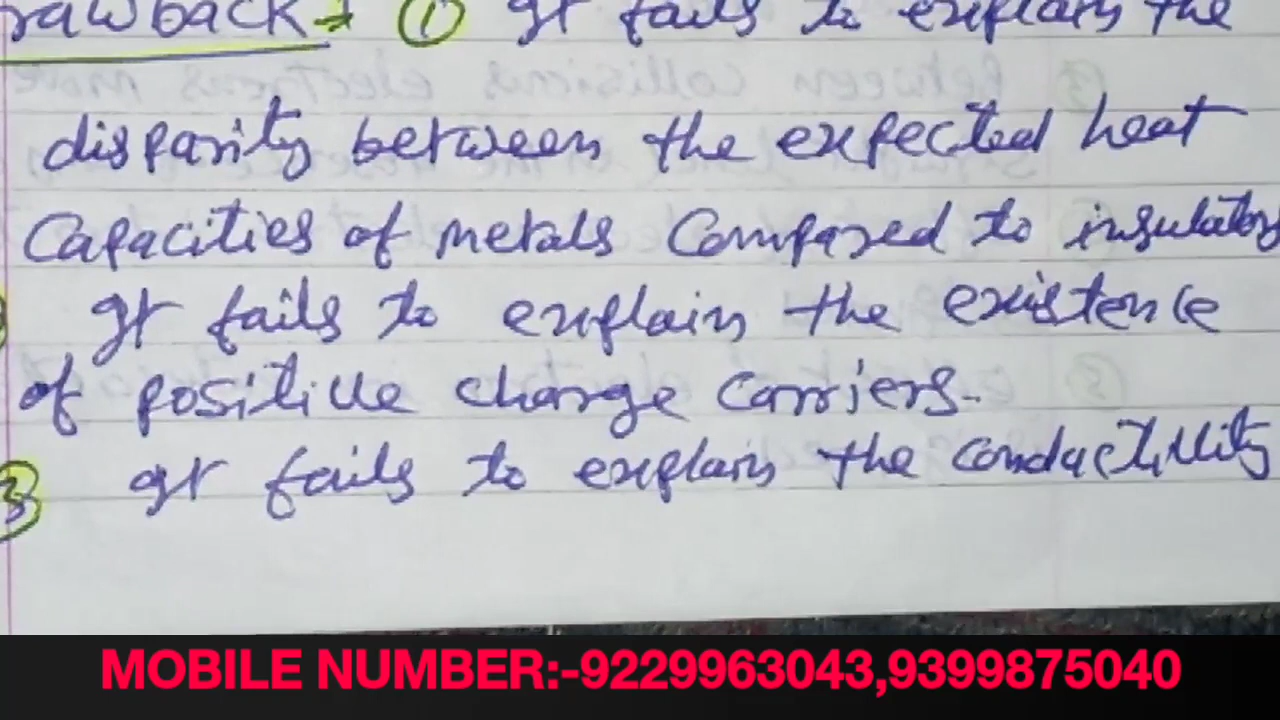 rawback → ① It fails to explain the
disparity between the expected heat
Capacities of metals Compared to insulators
It fails to explain the existence
of positive charge carriers.
③ It fails to explain the conductivity
MOBILE NUMBER:-9229963043,9399875040